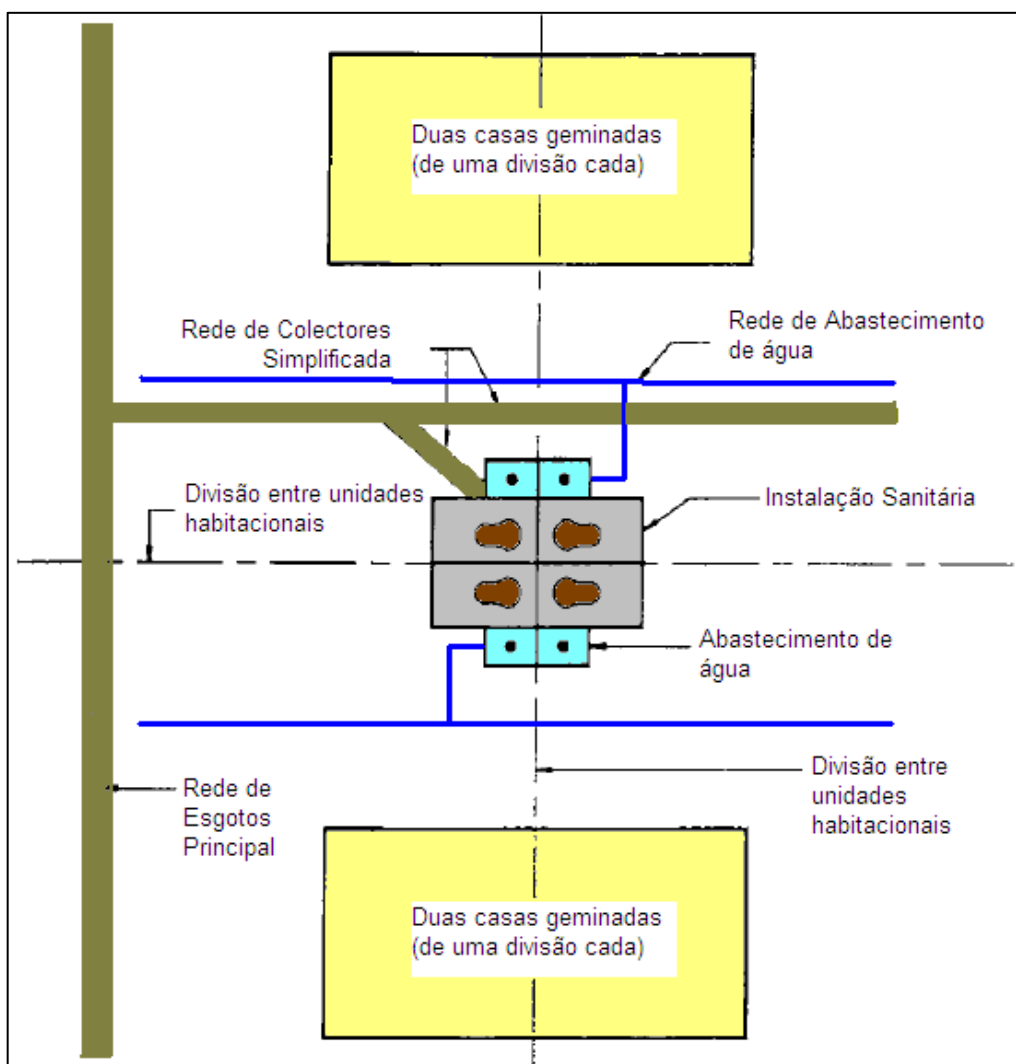 Duas casas geminadas
(de uma divisão cada)
Rede de Colectores
Simplificada
Rede de Abastecimento
de água
Divisão entre unidades
habitacionais
Instalação Sanitária
Abastecimento de
água
Rede de
Esgotos
Principal
Divisão entre
unidades
habitacionais
Duas casas geminadas
(de uma divisão cada)